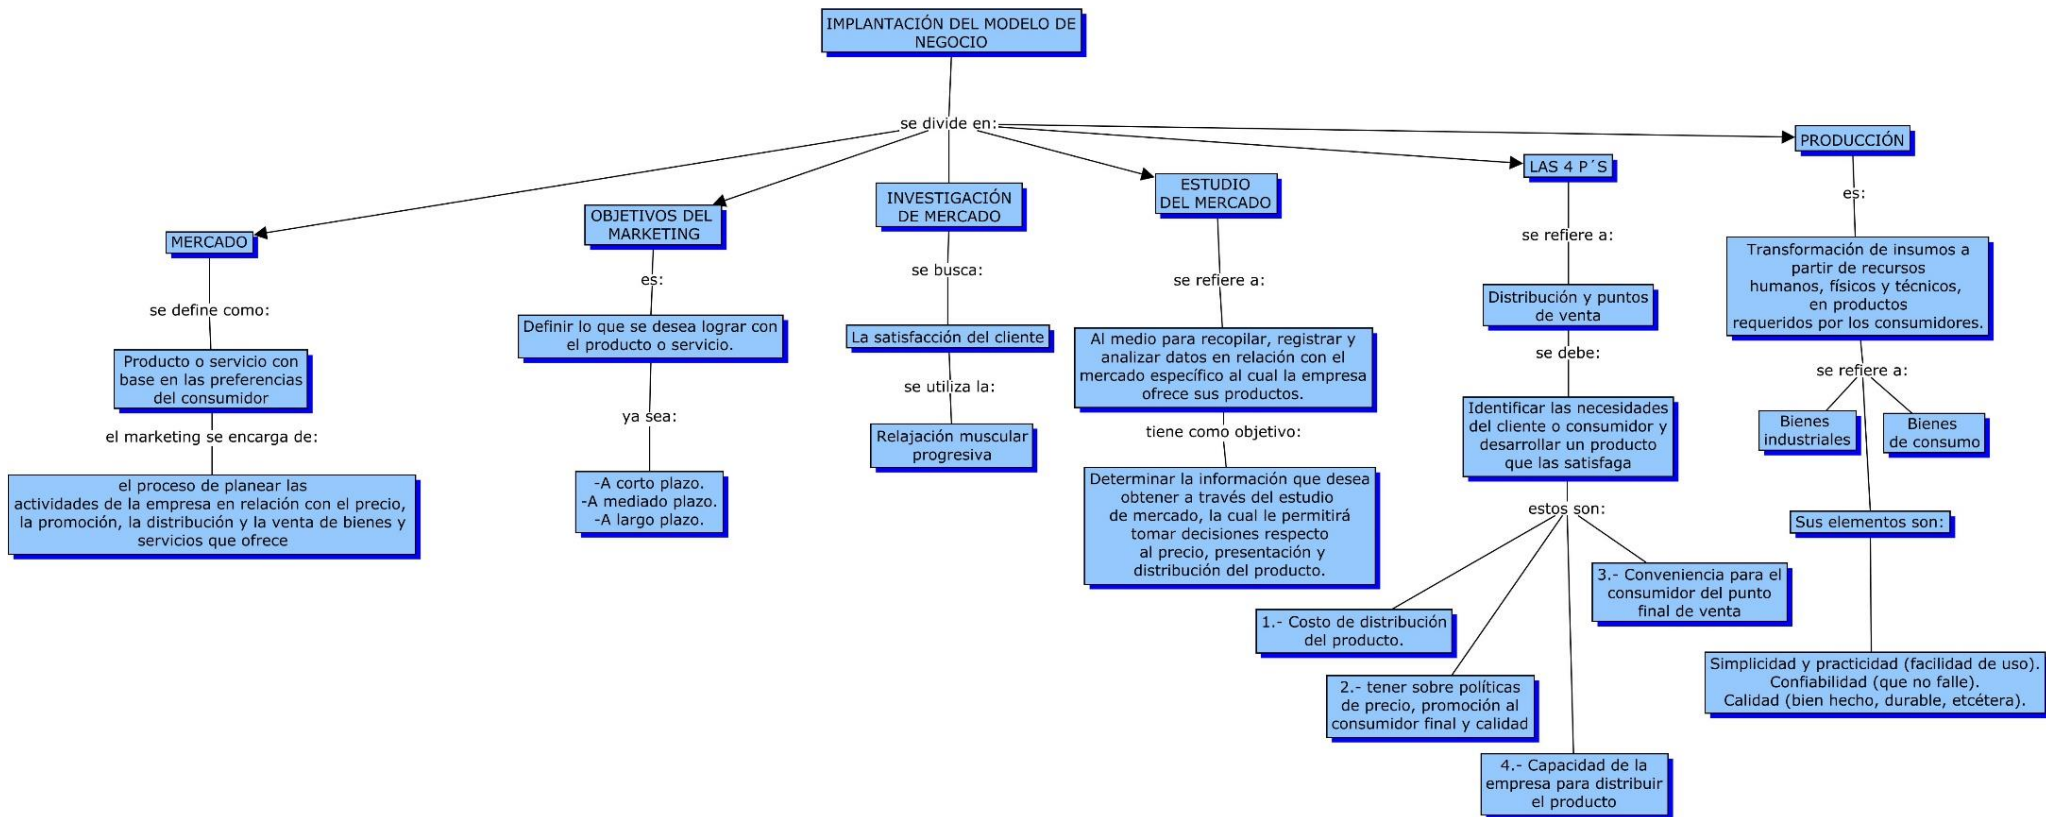 IMPLANTACIÓN DEL MODELO DE
NEGOCIO
se divide en:
MERCADO
se define como:
Producto o servicio con
base en las preferencias
del consumidor
el marketing se encarga de:
el proceso de planear las
actividades de la empresa en relación con el precio,
la promoción, la distribución y la venta de bienes y
servicios que ofrece
OBJETIVOS DEL
MARKETING
es:
Definir lo que se desea lograr con
el producto o servicio.
ya sea:
-A corto plazo.
-A mediado plazo.
-A largo plazo.
INVESTIGACIÓN
DE MERCADO
se busca:
La satisfacción del cliente
se utiliza la:
Relajación muscular
progresiva
ESTUDIO
DEL MERCADO
se refiere a:
Al medio para recopilar, registrar y
analizar datos en relación con el
mercado específico al cual la empresa
ofrece sus productos.
tiene como objetivo:
Determinar la información que desea
obtener a través del estudio
de mercado, la cual le permitirá
tomar decisiones respecto
al precio, presentación y
distribución del producto.
LAS 4 P´S
se refiere a:
Distribución y puntos
de venta
se debe:
Identificar las necesidades
del cliente o consumidor y
desarrollar un producto
que las satisfaga
estos son:
1.- Costo de distribución
del producto.
2.- tener sobre políticas
de precio, promoción al
consumidor final y calidad
3.- Conveniencia para el
consumidor del punto
final de venta
4.- Capacidad de la
empresa para distribuir
el producto
PRODUCCIÓN
es:
Transformación de insumos a
partir de recursos
humanos, físicos y técnicos,
en productos
requeridos por los consumidores.
se refiere a:
Bienes
industriales
Bienes
de consumo
Sus elementos son:
Simplicidad y practicidad (facilidad de uso).
Confiabilidad (que no falle).
Calidad (bien hecho, durable, etcétera).